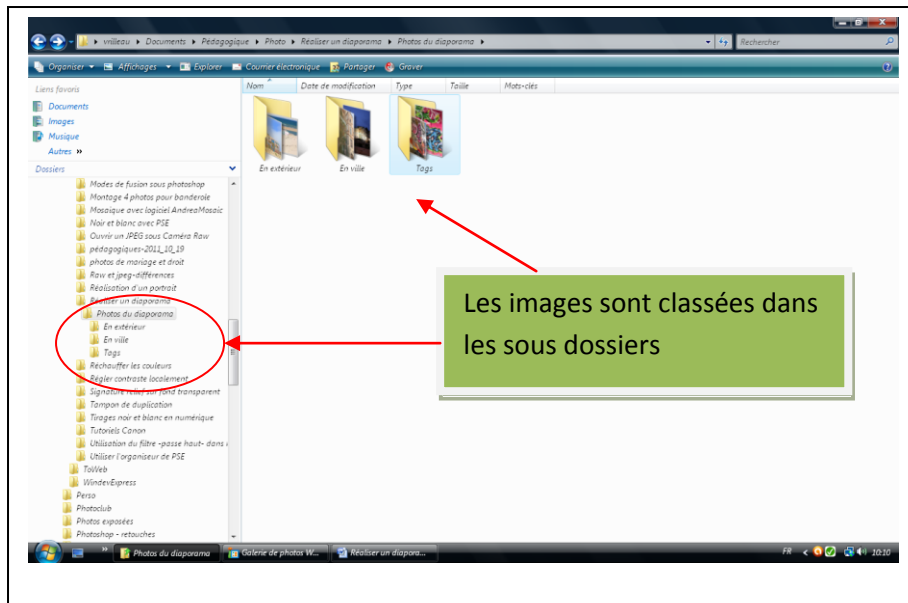 vrilleau ▸ Documents ▸ Pédagogique ▸ Photo ▸ Réaliser un diaporama ▸ Photos du diaporama ▸
Rechercher
Organiser Affichages Explorer Courrier électronique Partager Graver
Liens favoris
Documents
Images
Musique
Autres »
Dossiers
Nom Date de modification Type Taille Mots-clés
En extérieur En ville Tags
Modes de fusion sous photoshop
Montage 4 photos pour banderole
Mosaïque avec logiciel AndreaMosaic
Noir et blanc avec PSE
Ouvrir un JPEG sous Caméra Raw
pédagogiques-2011_10_19
photos de mariage et droit
Raw et jpeg-différences
Réalisation d'un portrait
Réaliser un diaporama
Photos du diaporama
En extérieur
En ville
Tags
Réchauffer les couleurs
Régler contraste localement
Signature relief sur fond transparent
Tampon de duplication
Tirages noir et blanc en numérique
Tutoriels Canon
Utilisation du filtre -passe haut- dans
Utiliser l'organiseur de PSE
ToWeb
WindevExpress
Perso
Photoclub
Photos exposées
Photoshop - retouches
Les images sont classées dans
les sous dossiers
» Photos du diaporama Galerie de photos W... Réaliser un diapora... FR < 10:10